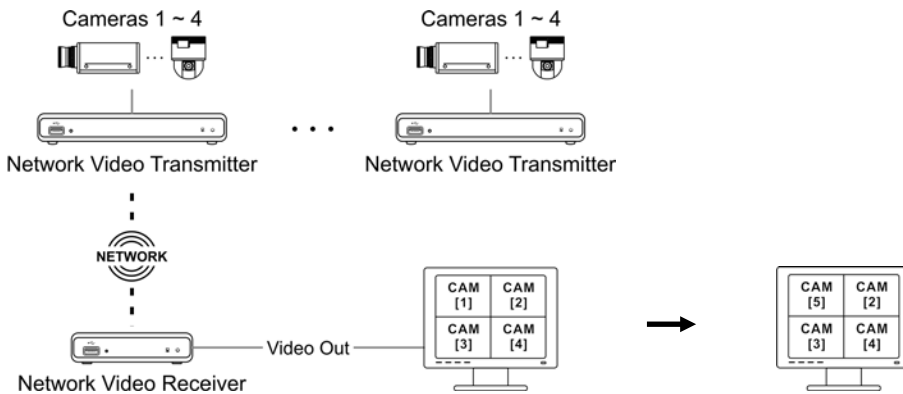 Cameras 1 ~ 4
Cameras 1 ~ 4
Network Video Transmitter
Network Video Transmitter
NETWORK
CAM [1]
CAM [2]
CAM [3]
CAM [4]
CAM [5]
CAM [2]
CAM [3]
CAM [4]
Video Out
Network Video Receiver